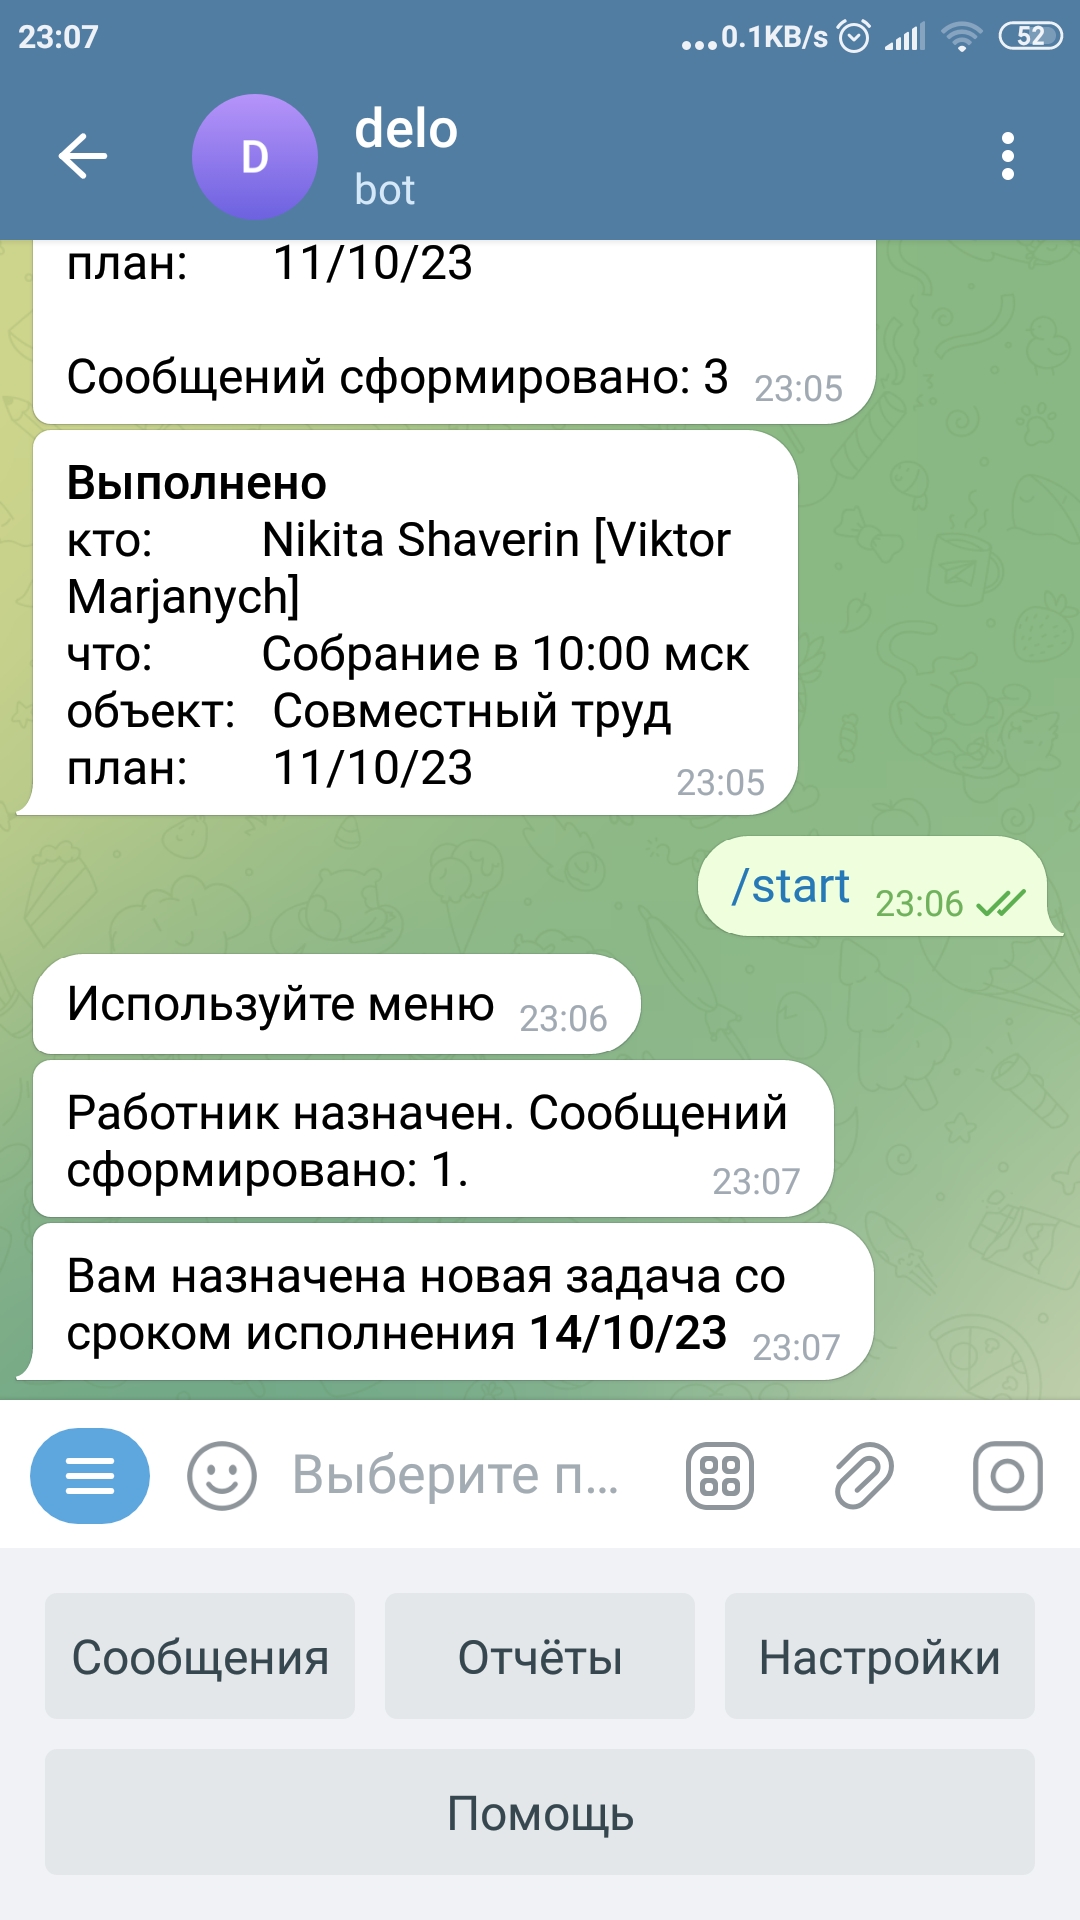 23:07
...0.1KB/s 52
D
delo
bot
план: 11/10/23
Сообщений сформировано: 3 23:05
Выполнено
кто: Nikita Shaverin [Viktor
Marjanych]
что: Собрание в 10:00 мск
объект: Совместный труд
план: 11/10/23
23:05
/start 23:06
Используйте меню 23:06
Работник назначен. Сообщений
сформировано: 1. 23:07
Вам назначена новая задача со
сроком исполнения 14/10/23 23:07
Выберите п...
Сообщения
Отчёты
Настройки
Помощь